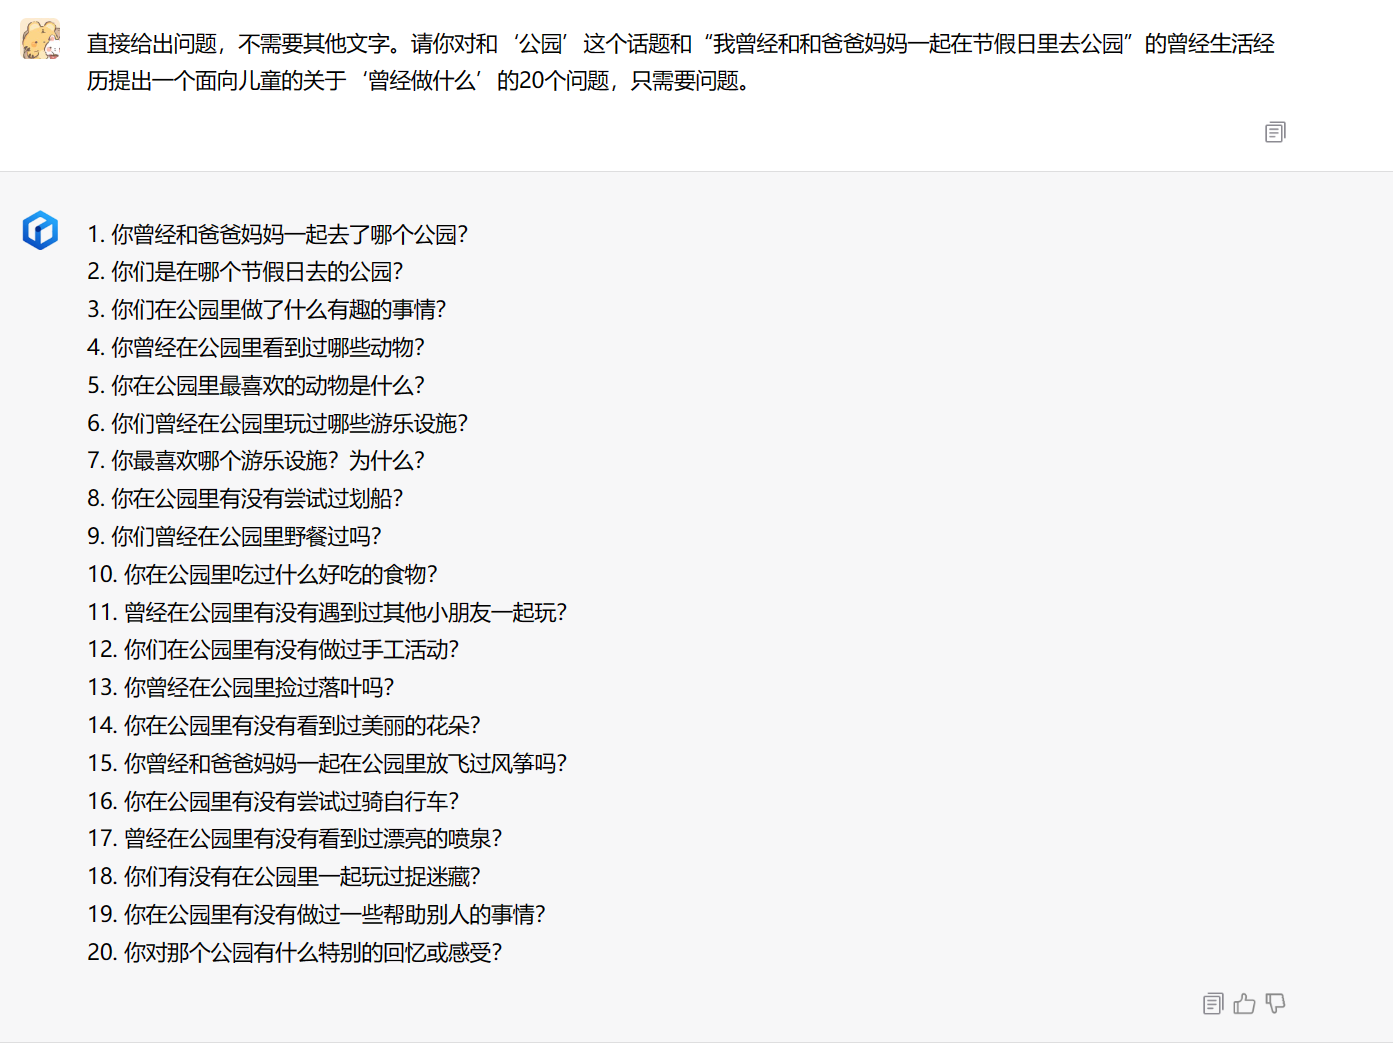 直接给出问题，不需要其他文字。请你对和‘公园’这个话题和“我曾经和和爸爸妈妈一起在节假日里去公园”的曾经生活经
历提出一个面向儿童的关于‘曾经做什么’的20个问题，只需要问题。
1. 你曾经和爸爸妈妈一起去了哪个公园？
2. 你们是在哪个节假日去的公园？
3. 你们在公园里做了什么有趣的事情？
4. 你曾经在公园里看到过哪些动物？
5. 你在公园里最喜欢的动物是什么？
6. 你们曾经在公园里玩过哪些游乐设施？
7. 你最喜欢哪个游乐设施？为什么？
8. 你在公园里有没有尝试过划船？
9. 你们曾经在公园里野餐过吗？
10. 你在公园里吃过什么好吃的食物？
11. 曾经在公园里有没有遇到过其他小朋友一起玩？
12. 你们在公园里有没有做过手工活动？
13. 你曾经在公园里捡过落叶吗？
14. 你在公园里有没有看到过美丽的花朵？
15. 你曾经和爸爸妈妈一起在公园里放飞过风筝吗？
16. 你在公园里有没有尝试过骑自行车？
17. 曾经在公园里有没有看到过漂亮的喷泉？
18. 你们有没有在公园里一起玩过捉迷藏？
19. 你在公园里有没有做过一些帮助别人的事情？
20. 你对那个公园有什么特别的回忆或感受？